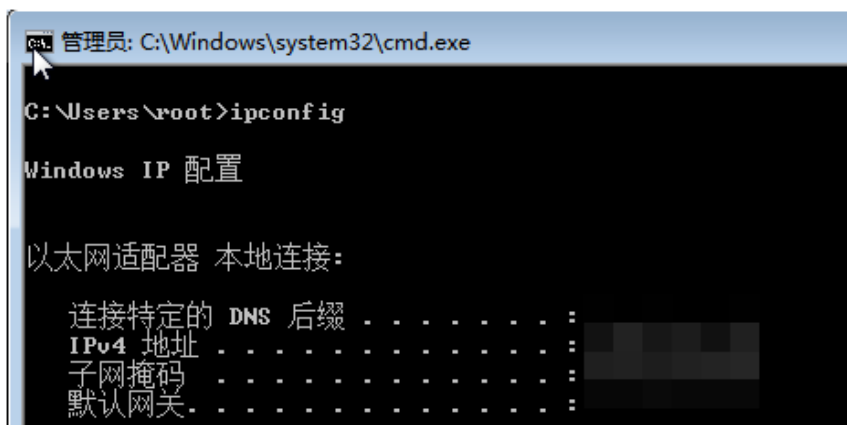 管理员: C:\Windows\system32\cmd.exe
C:\Users\root>ipconfig
Windows IP 配置
以太网适配器 本地连接:
连接特定的 DNS 后缀 . . . . . . . :
IPv4 地址 . . . . . . . . . . . . :
子网掩码 . . . . . . . . . . . . :
默认网关. . . . . . . . . . . . . :